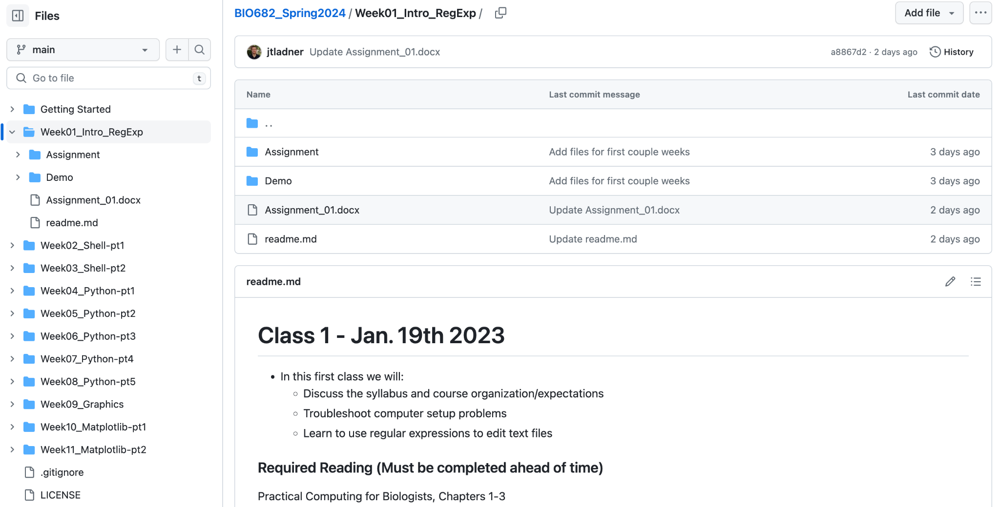 Files
main
Go to file
t
Getting Started
Week01_Intro_RegExp
Assignment
Demo
Assignment_01.docx
readme.md
Week02_Shell-pt1
Week03_Shell-pt2
Week04_Python-pt1
Week05_Python-pt2
Week06_Python-pt3
Week07_Python-pt4
Week08_Python-pt5
Week09_Graphics
Week10_Matplotlib-pt1
Week11_Matplotlib-pt2
.gitignore
LICENSE
BIO682_Spring2024 / Week01_Intro_RegExp /
Add file
jtladner Update Assignment_01.docx a8867d2 · 2 days ago History
Name Last commit message Last commit date
..
Assignment Add files for first couple weeks 3 days ago
Demo Add files for first couple weeks 3 days ago
Assignment_01.docx Update Assignment_01.docx 2 days ago
readme.md Update readme.md 2 days ago
readme.md
Class 1 - Jan. 19th 2023
• In this first class we will:
◦ Discuss the syllabus and course organization/expectations
◦ Troubleshoot computer setup problems
◦ Learn to use regular expressions to edit text files
Required Reading (Must be completed ahead of time)
Practical Computing for Biologists, Chapters 1-3